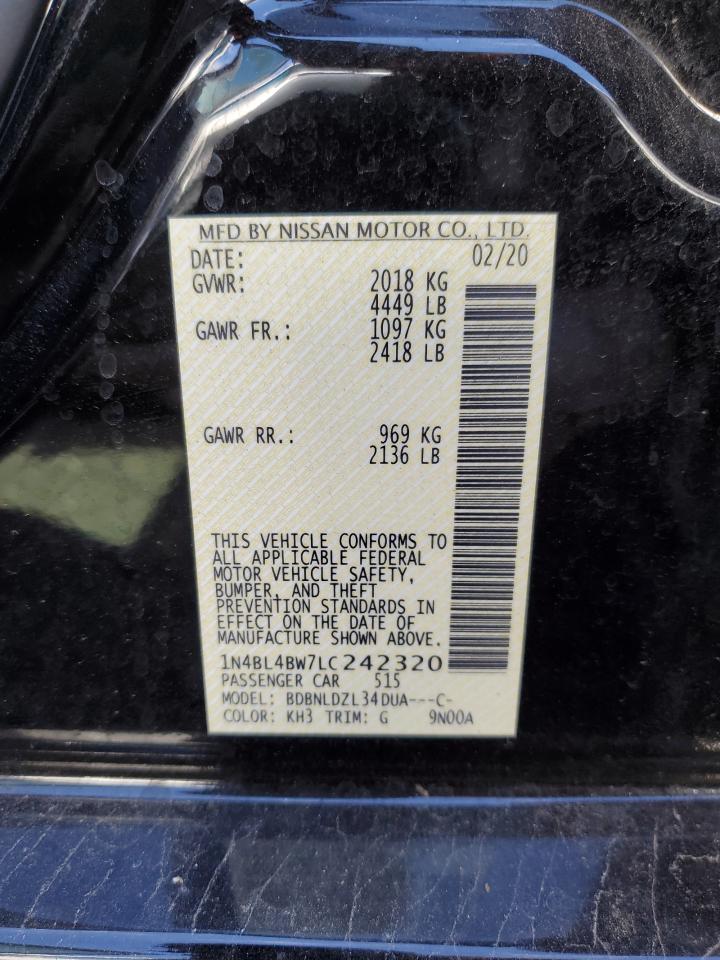 MFD BY NISSAN MOTOR CO., LTD.
DATE: 02/20
GVWR: 2018 KG
4449 LB
GAWR FR.: 1097 KG
2418 LB
GAWR RR.: 969 KG
2136 LB
THIS VEHICLE CONFORMS TO
ALL APPLICABLE FEDERAL
MOTOR VEHICLE SAFETY,
BUMPER, AND THEFT
PREVENTION STANDARDS IN
EFFECT ON THE DATE OF
MANUFACTURE SHOWN ABOVE.
1N4BL4BW7LC242320
PASSENGER CAR 515
MODEL: BDBNLDZL34DUA---C-
COLOR: KH3 TRIM: G 9N00A